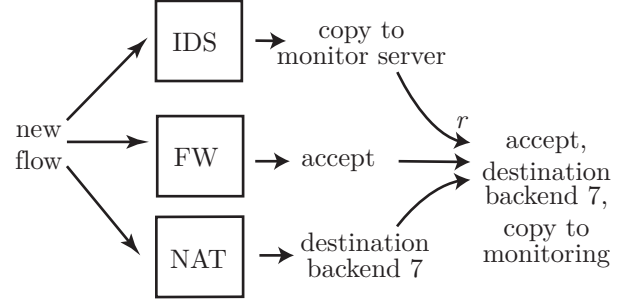 new
flow
IDS
copy to
monitor server
FW
accept
NAT
destination
backend 7
r
accept,
destination
backend 7,
copy to
monitoring